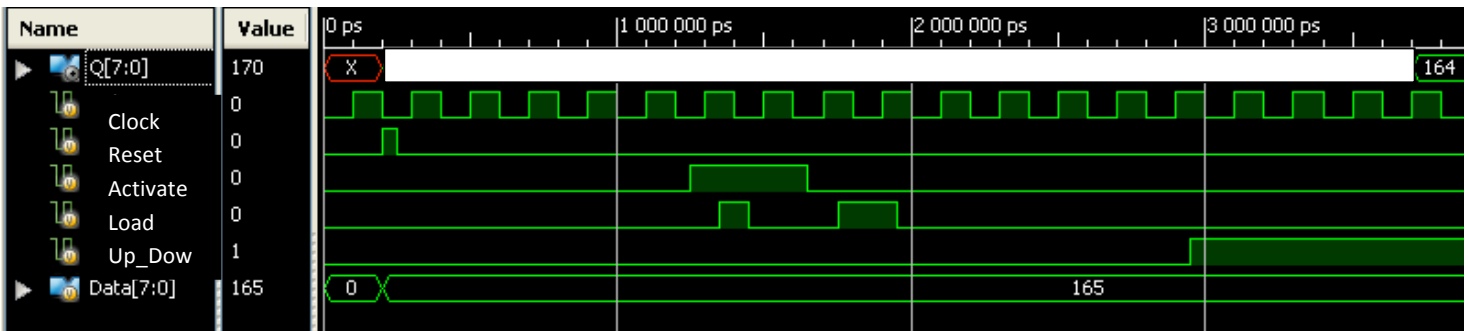 Name Value 0 ps 1 000 000 ps 2 000 000 ps 3 000 000 ps
Q[7:0] 170 X 164
Clock 0
Reset 0
Activate 0
Load 0
Up_Dow 1
Data[7:0] 165 0 165